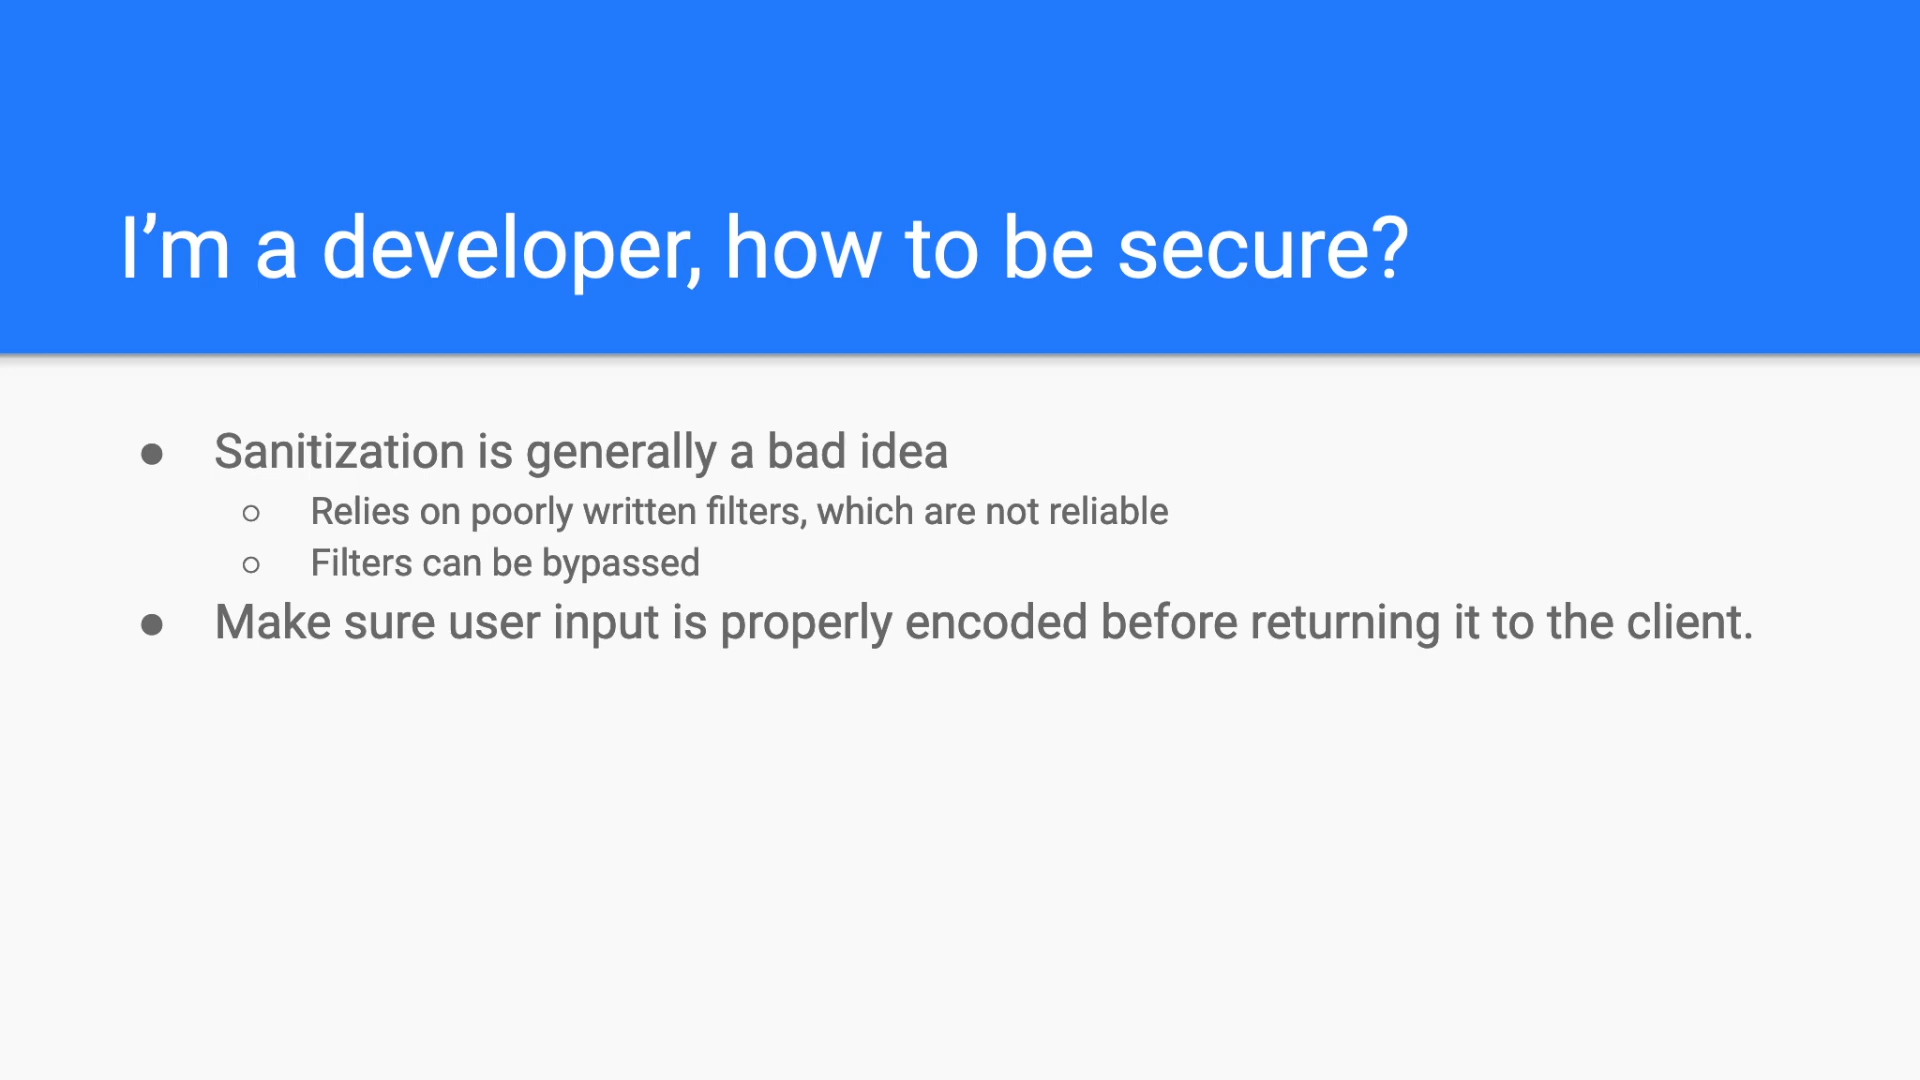 I’m a developer, how to be secure?
● Sanitization is generally a bad idea
○ Relies on poorly written filters, which are not reliable
○ Filters can be bypassed
● Make sure user input is properly encoded before returning it to the client.